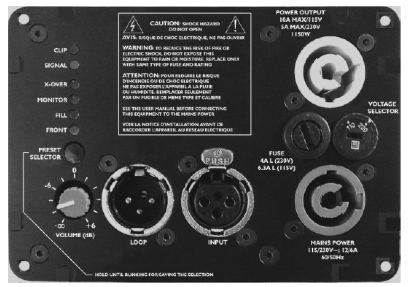 CAUTION: SHOCK HAZARD
DO NOT OPEN
AVIS: RISQUE DE CHOC ELECTRIQUE, NE PAS OUVRIR
WARNING: TO REDUCE THE RISK OF FIRE OR
ELECTRIC SHOCK, DO NOT EXPOSE THIS
EQUIPMENT TO RAIN OR MOISTURE. REPLACE ONLY
WITH SAME TYPE OF FUSE AND RATING
ATTENTION: POUR REDUIRE LE RISQUE
D'INCENDIE OU DE CHOC ELECTRIQUE
NE PAS EXPOSER L'APPAREIL A LA PLUIE
OU HUMIDITE. REMPLACER SEULEMENT
PAR UN FUSIBLE DE MEME TYPE ET CALIBRE
SEE THE USER MANUAL BEFORE CONNECTING
THIS EQUIPMENT TO THE MAINS POWER
VOIR LA NOTICE D'INSTALLATION AVANT DE
RACCORDER L'APPAREIL AU RESEAU ELECTRIQUE
POWER OUTPUT
10A MAX/115V
5A MAX/230V
1150W
CLIP
SIGNAL
X-OVER
MONITOR
FILL
FRONT
PRESET
SELECTOR
VOLTAGE
SELECTOR
FUSE
4A L (230V)
6.3A L (115V)
0
-6
+3
-∞
+6
VOLUME (dB)
PUSH
LOOP
INPUT
MAINS POWER
115/230V~; 12/6A
60/50Hz
HOLD UNTIL BLINKING FOR SAVING THE SELECTION